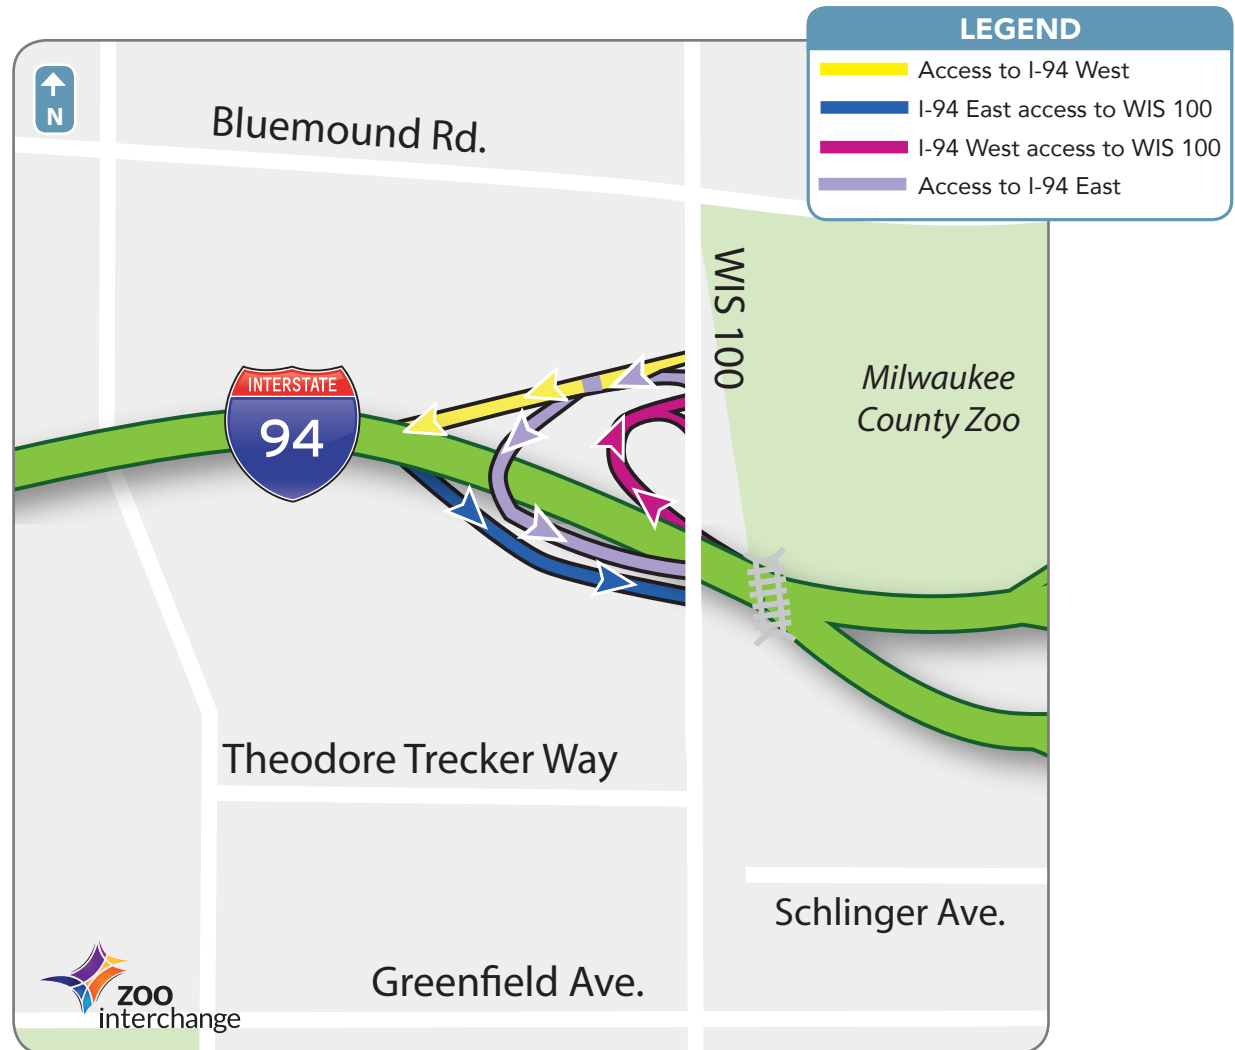 LEGEND
Access to I-94 West
I-94 East access to WIS 100
I-94 West access to WIS 100
Access to I-94 East
N
Bluemound Rd.
WIS 100
Milwaukee
County Zoo
INTERSTATE
94
Theodore Trecker Way
Schlinger Ave.
Greenfield Ave.
zoo
interchange